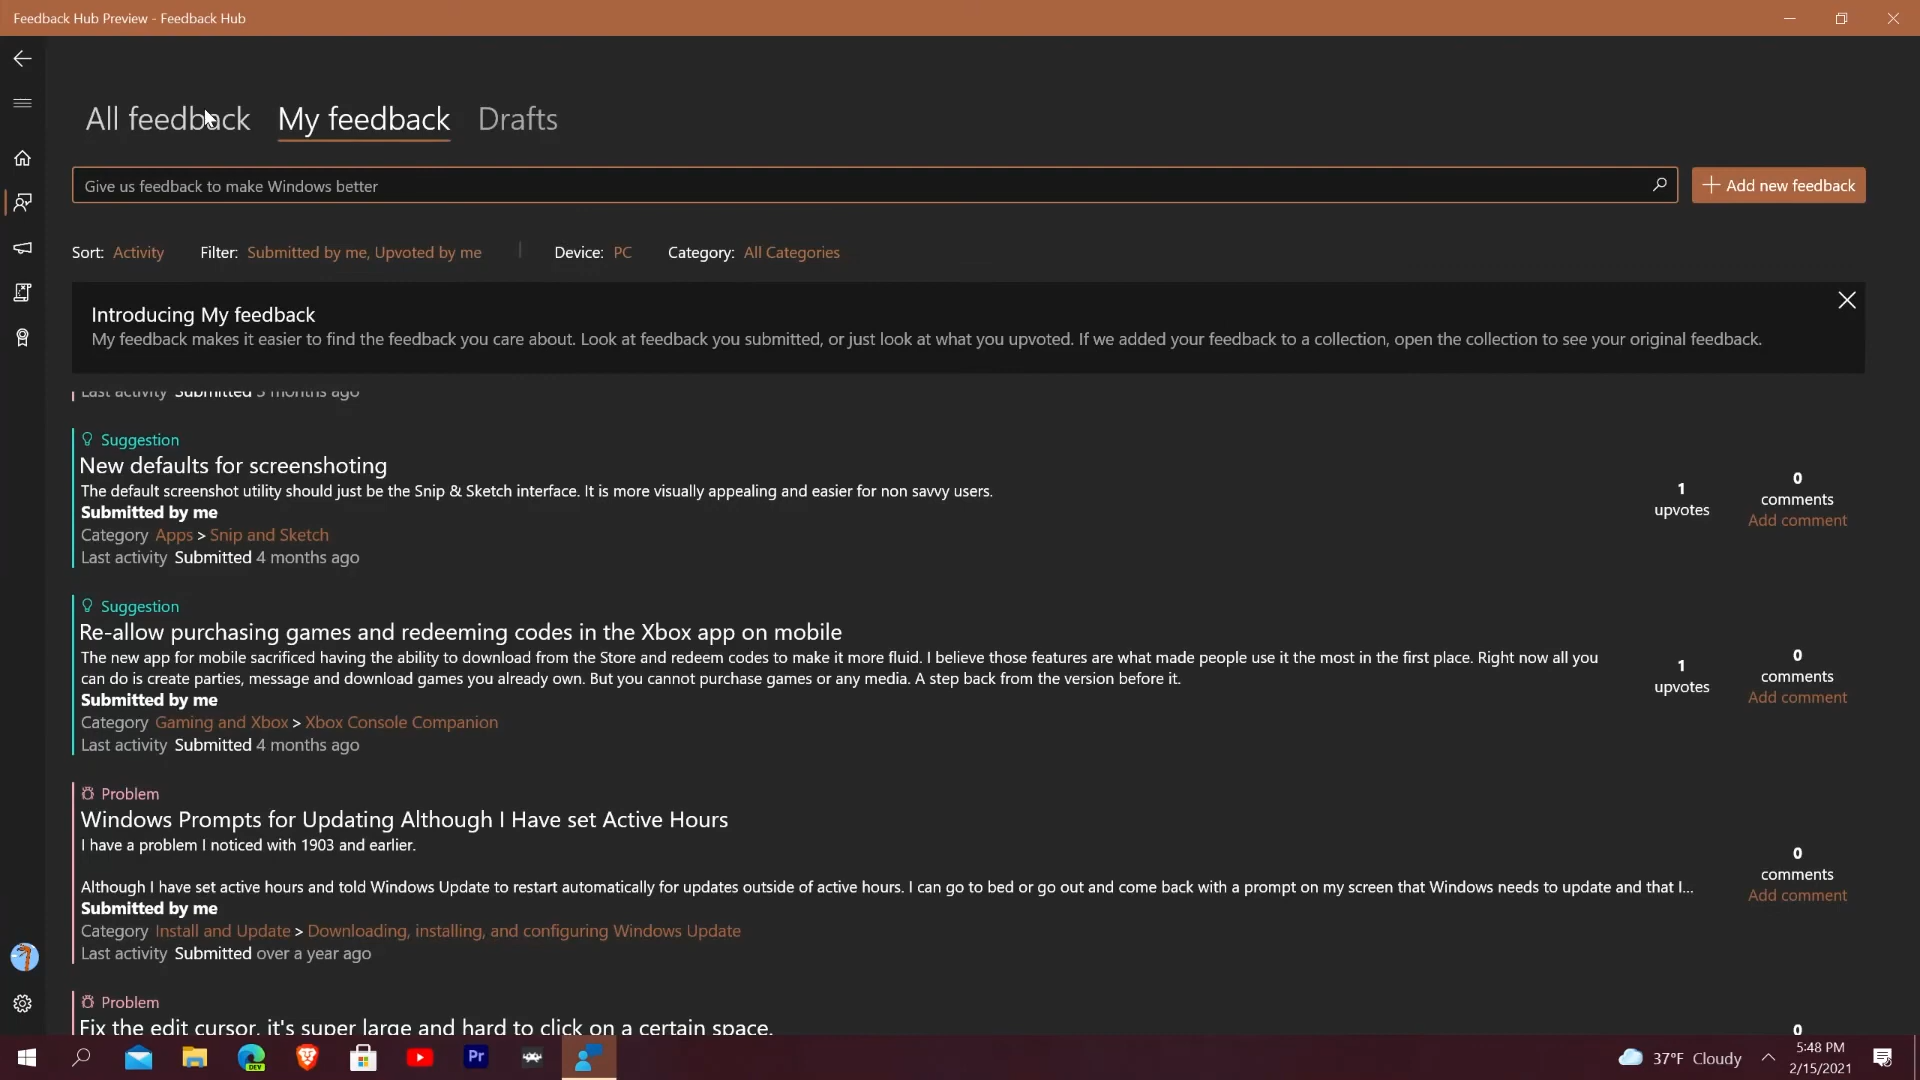 Feedback Hub Preview - Feedback Hub
All feedback My feedback Drafts
Give us feedback to make Windows better
Add new feedback
Sort: Activity Filter: Submitted by me, Upvoted by me Device: PC Category: All Categories
Introducing My feedback
My feedback makes it easier to find the feedback you care about. Look at feedback you submitted, or just look at what you upvoted. If we added your feedback to a collection, open the collection to see your original feedback.
Last activity Submitted 3 months ago
Suggestion
New defaults for screenshoting
The default screenshot utility should just be the Snip & Sketch interface. It is more visually appealing and easier for non savvy users.
Submitted by me
Category Apps > Snip and Sketch
Last activity Submitted 4 months ago
1
upvotes
0
comments
Add comment
Suggestion
Re-allow purchasing games and redeeming codes in the Xbox app on mobile
The new app for mobile sacrificed having the ability to download from the Store and redeem codes to make it more fluid. I believe those features are what made people use it the most in the first place. Right now all you
can do is create parties, message and download games you already own. But you cannot purchase games or any media. A step back from the version before it.
Submitted by me
Category Gaming and Xbox > Xbox Console Companion
Last activity Submitted 4 months ago
1
upvotes
0
comments
Add comment
Problem
Windows Prompts for Updating Although I Have set Active Hours
I have a problem I noticed with 1903 and earlier.
Although I have set active hours and told Windows Update to restart automatically for updates outside of active hours. I can go to bed or go out and come back with a prompt on my screen that Windows needs to update and that I...
Submitted by me
Category Install and Update > Downloading, installing, and configuring Windows Update
Last activity Submitted over a year ago
0
comments
Add comment
Problem
Fix the edit cursor, it's super large and hard to click on a certain space.
0
DEV
Pr
37°F Cloudy
5:48 PM
2/15/2021